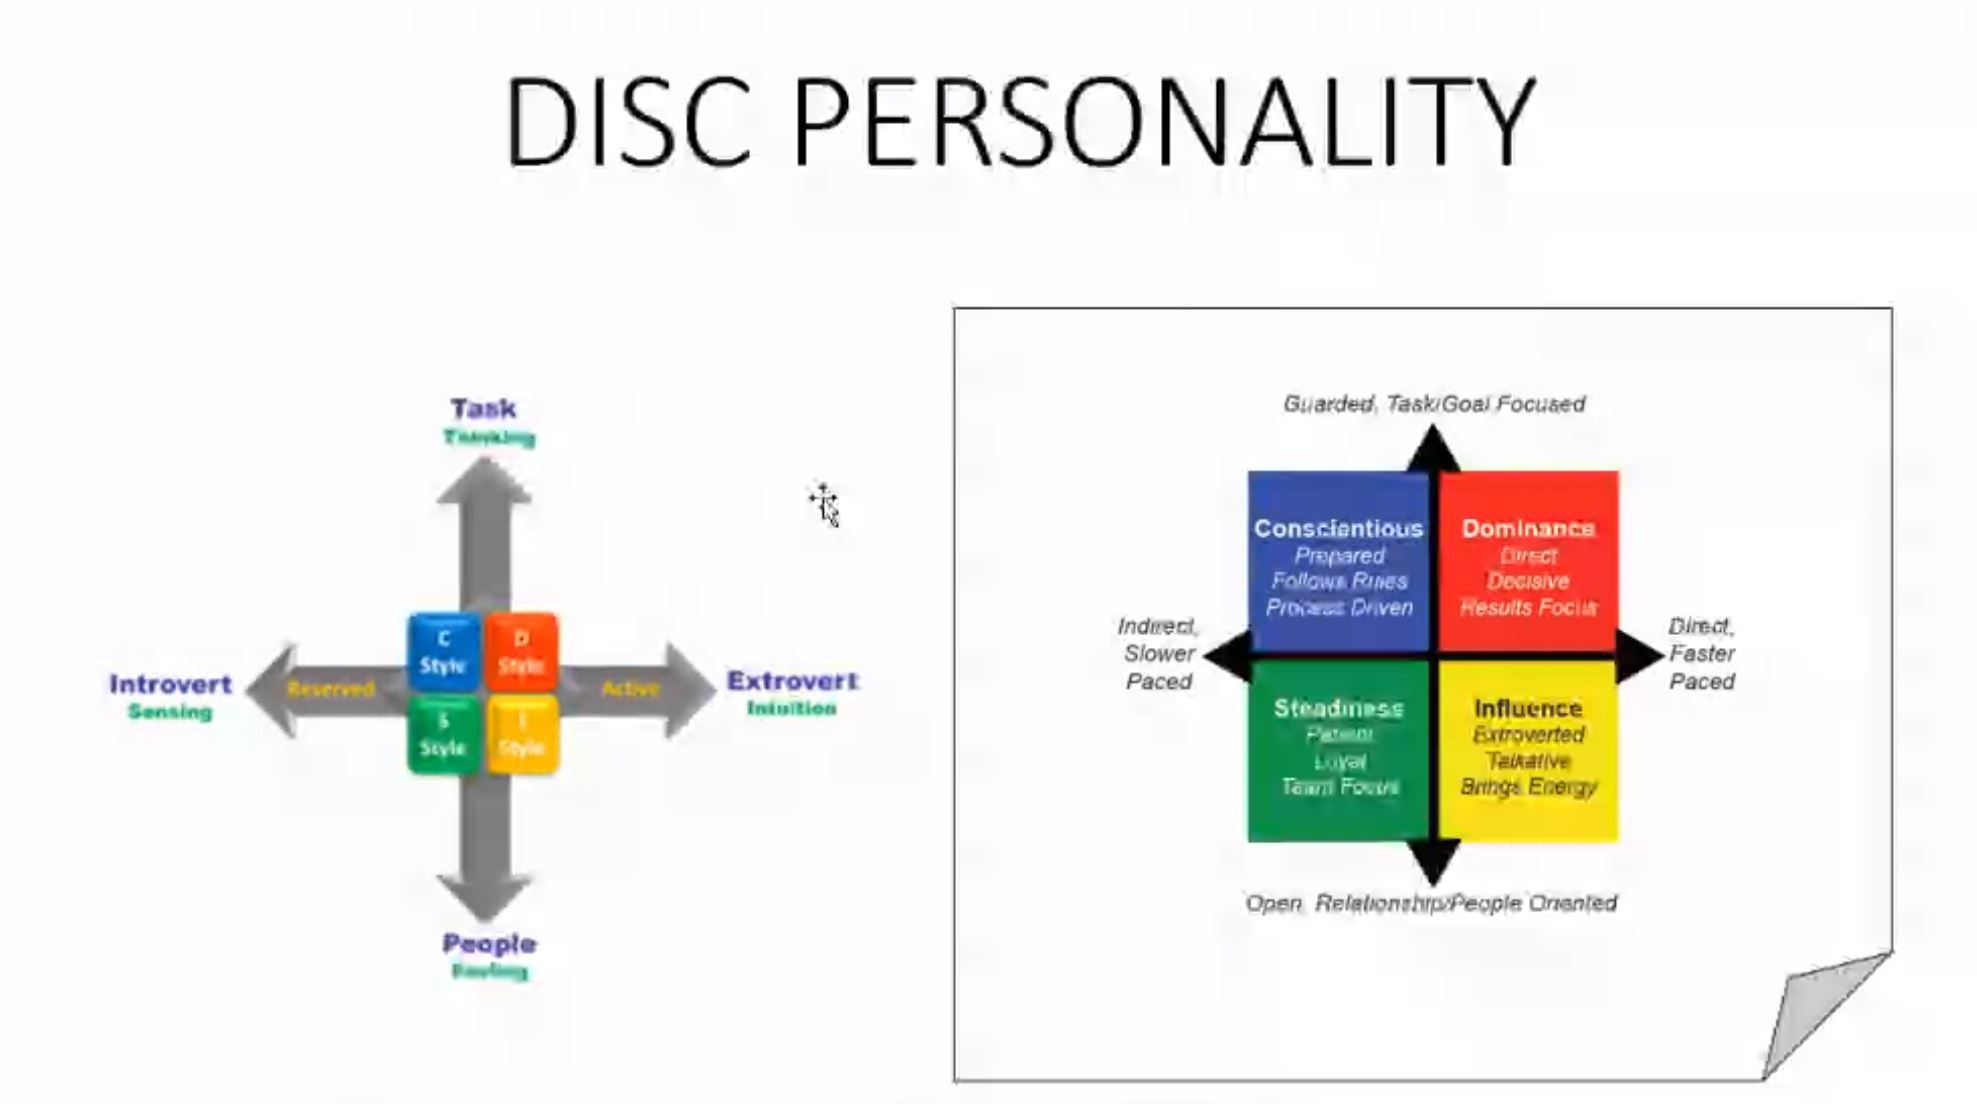 DISC PERSONALITY
Task
Thinking
C
Style
D
Style
Introvert
Sensing
Reserved
Active
Extrovert
Intuition
S
Style
I
Style
People
Feeling
Guarded, Task/Goal Focused
Conscientious
Prepared
Follows Rules
Process Driven
Dominance
Direct
Decisive
Results Focus
Indirect,
Slower
Paced
Direct,
Faster
Paced
Steadiness
Patient
Loyal
Team Focus
Influence
Extroverted
Talkative
Brings Energy
Open, Relationship/People Oriented